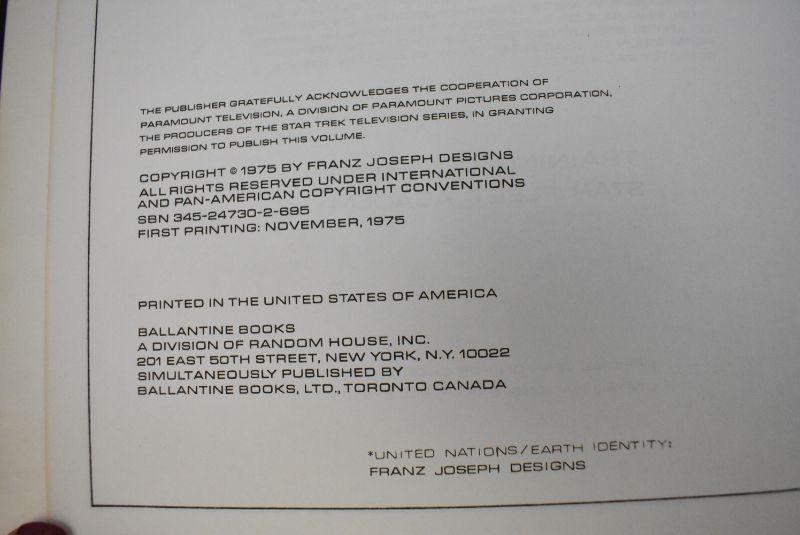 THE PUBLISHER GRATEFULLY ACKNOWLEDGES THE COOPERATION OF
PARAMOUNT TELEVISION, A DIVISION OF PARAMOUNT PICTURES CORPORATION,
THE PRODUCERS OF THE STAR TREK TELEVISION SERIES, IN GRANTING
PERMISSION TO PUBLISH THIS VOLUME.
COPYRIGHT © 1975 BY FRANZ JOSEPH DESIGNS
ALL RIGHTS RESERVED UNDER INTERNATIONAL
AND PAN-AMERICAN COPYRIGHT CONVENTIONS
SBN 345-24730-2-695
FIRST PRINTING: NOVEMBER, 1975
PRINTED IN THE UNITED STATES OF AMERICA
BALLANTINE BOOKS
A DIVISION OF RANDOM HOUSE, INC.
201 EAST 50TH STREET, NEW YORK, N.Y. 10022
SIMULTANEOUSLY PUBLISHED BY
BALLANTINE BOOKS, LTD., TORONTO CANADA
*UNITED NATIONS/EARTH IDENTITY:
FRANZ JOSEPH DESIGNS